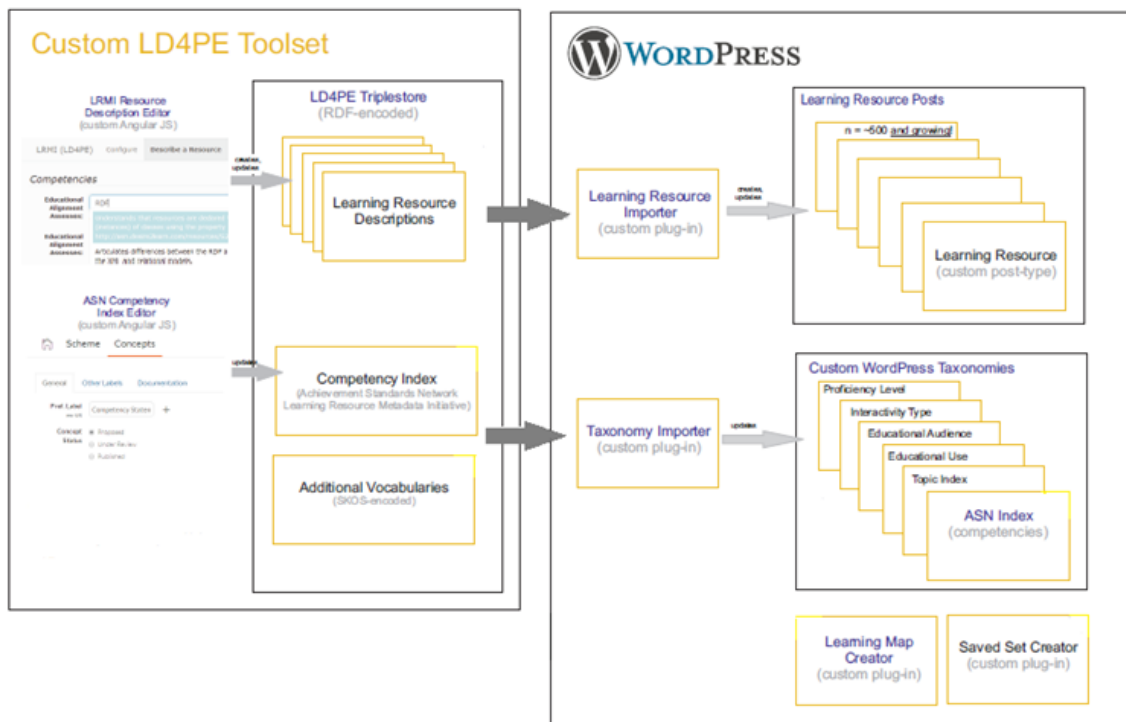 Custom LD4PE Toolset
LRMI Resource
Description Editor
(custom Angular JS)
LRMI (LD4PE) Configure Describe a Resource
Competencies
Educational
Alignment
Assesses:
RDF
Educational
Alignment
Assesses:
Articulates differences between the RDF a
for XML and relational models.
creates,
updates
ASN Competency
Index Editor
(custom Angular JS)
Scheme Concepts
General Other Labels Documentation
Pref Label
Competency Status +
Concept
Status
Proposed
Under Review
Published
updates
LD4PE Triplestore
(RDF-encoded)
Learning Resource
Descriptions
Competency Index
(Achievement Standards Network
Learning Resource Metadata Initiative)
Additional Vocabularies
(SKOS-encoded)
WORDPRESS
Learning Resource
Importer
(custom plug-in)
creates,
updates
Learning Resource Posts
n = ~500 and growing!
Learning Resource
(custom post-type)
Taxonomy Importer
(custom plug-in)
updates
Custom WordPress Taxonomies
Proficiency Level
Interactivity Type
Educational Audience
Educational Use
Topic Index
ASN Index
(competencies)
Learning Map
Creator
(custom plug-in)
Saved Set Creator
(custom plug-in)